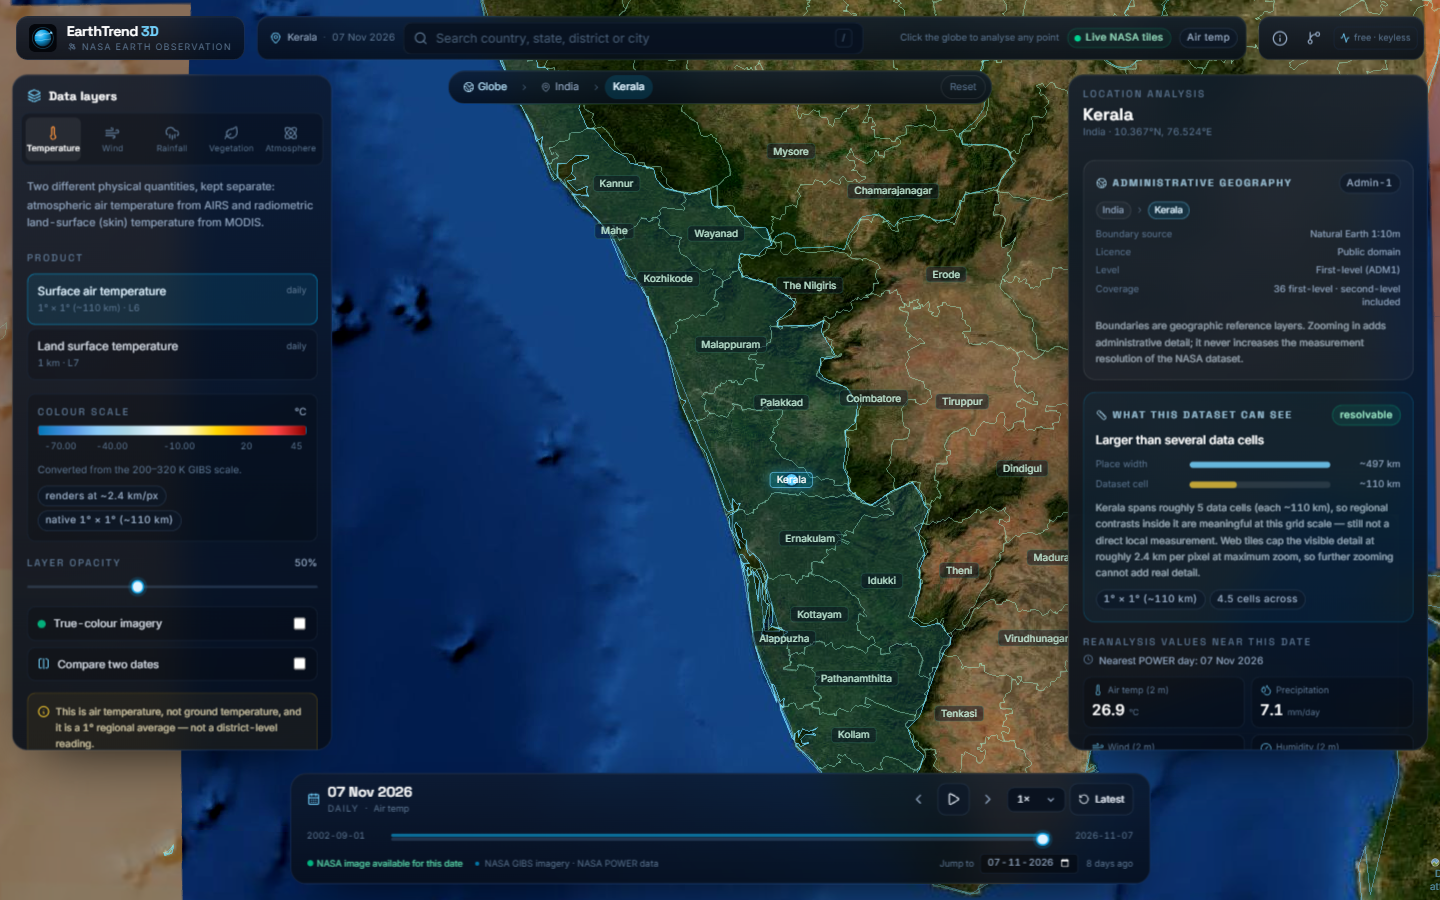 EarthTrend 3D
NASA EARTH OBSERVATION
Kerala · 07 Nov 2026
Search country, state, district or city
/
Click the globe to analyse any point
Live NASA tiles
Air temp
free · keyless
Globe › India › Kerala
Reset
Data layers
Temperature
Wind
Rainfall
Vegetation
Atmosphere
Two different physical quantities, kept separate:
atmospheric air temperature from AIRS and radiometric
land-surface (skin) temperature from MODIS.
PRODUCT
Surface air temperature
daily
1° × 1° (~110 km) · L6
Land surface temperature
daily
1 km · L7
COLOUR SCALE
°C
-70.00 -40.00 -10.00 20 45
Converted from the 200–320 K GIBS scale.
renders at ~2.4 km/px
native 1° × 1° (~110 km)
LAYER OPACITY
50%
True-colour imagery
Compare two dates
This is air temperature, not ground temperature, and
it is a 1° regional average — not a district-level
reading.
Kannur
Mahe
Wayanad
Kozhikode
Mysore
Chamarajanagar
The Nilgiris
Erode
Malappuram
Palakkad
Coimbatore
Tiruppur
Kerala
Dindigul
Ernakulam
Idukki
Theni
Madura
Kottayam
Alappuzha
Virudhunagar
Pathanamthitta
Tenkasi
Kollam
LOCATION ANALYSIS
Kerala
India · 10.367°N, 76.524°E
ADMINISTRATIVE GEOGRAPHY
Admin-1
India › Kerala
Boundary source
Natural Earth 1:10m
Licence
Public domain
Level
First-level (ADM1)
Coverage
36 first-level · second-level
included
Boundaries are geographic reference layers. Zooming in adds
administrative detail; it never increases the measurement
resolution of the NASA dataset.
WHAT THIS DATASET CAN SEE
resolvable
Larger than several data cells
Place width
~497 km
Dataset cell
~110 km
Kerala spans roughly 5 data cells (each ~110 km), so regional
contrasts inside it are meaningful at this grid scale — still not a
direct local measurement. Web tiles cap the visible detail at
roughly 2.4 km per pixel at maximum zoom, so further zooming
cannot add real detail.
1° × 1° (~110 km)
4.5 cells across
REANALYSIS VALUES NEAR THIS DATE
Nearest POWER day: 07 Nov 2026
Air temp (2 m)
26.9 °C
Precipitation
7.1 mm/day
Wind (2 m)
Humidity (2 m)
07 Nov 2026
DAILY · Air temp
1×
Latest
2002-09-01
2026-11-07
NASA image available for this date
NASA GIBS imagery · NASA POWER data
Jump to
07-11-2026
8 days ago